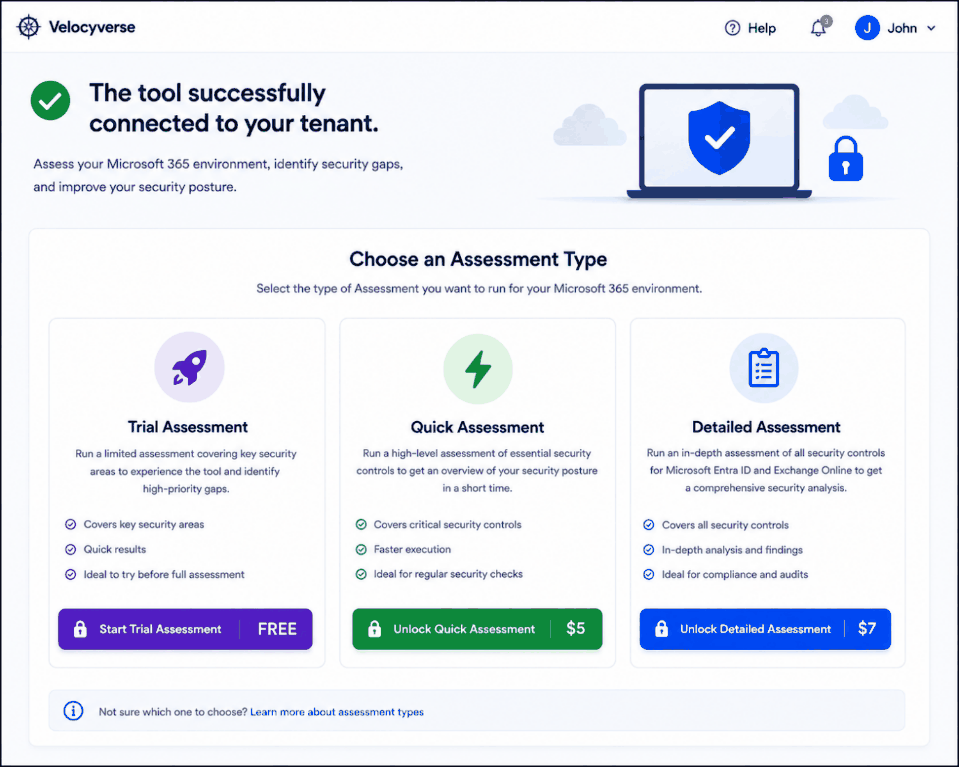 Velocyverse
Help
3
J
John
The tool successfully
connected to your tenant.
Assess your Microsoft 365 environment, identify security gaps,
and improve your security posture.
Choose an Assessment Type
Select the type of Assessment you want to run for your Microsoft 365 environment.
Trial Assessment
Run a limited assessment covering key security
areas to experience the tool and identify
high-priority gaps.
Covers key security areas
Quick results
Ideal to try before full assessment
Start Trial Assessment
FREE
Quick Assessment
Run a high-level assessment of essential security
controls to get an overview of your security posture
in a short time.
Covers critical security controls
Faster execution
Ideal for regular security checks
Unlock Quick Assessment
$5
Detailed Assessment
Run an in-depth assessment of all security controls
for Microsoft Entra ID and Exchange Online to get
a comprehensive security analysis.
Covers all security controls
In-depth analysis and findings
Ideal for compliance and audits
Unlock Detailed Assessment
$7
Not sure which one to choose? Learn more about assessment types